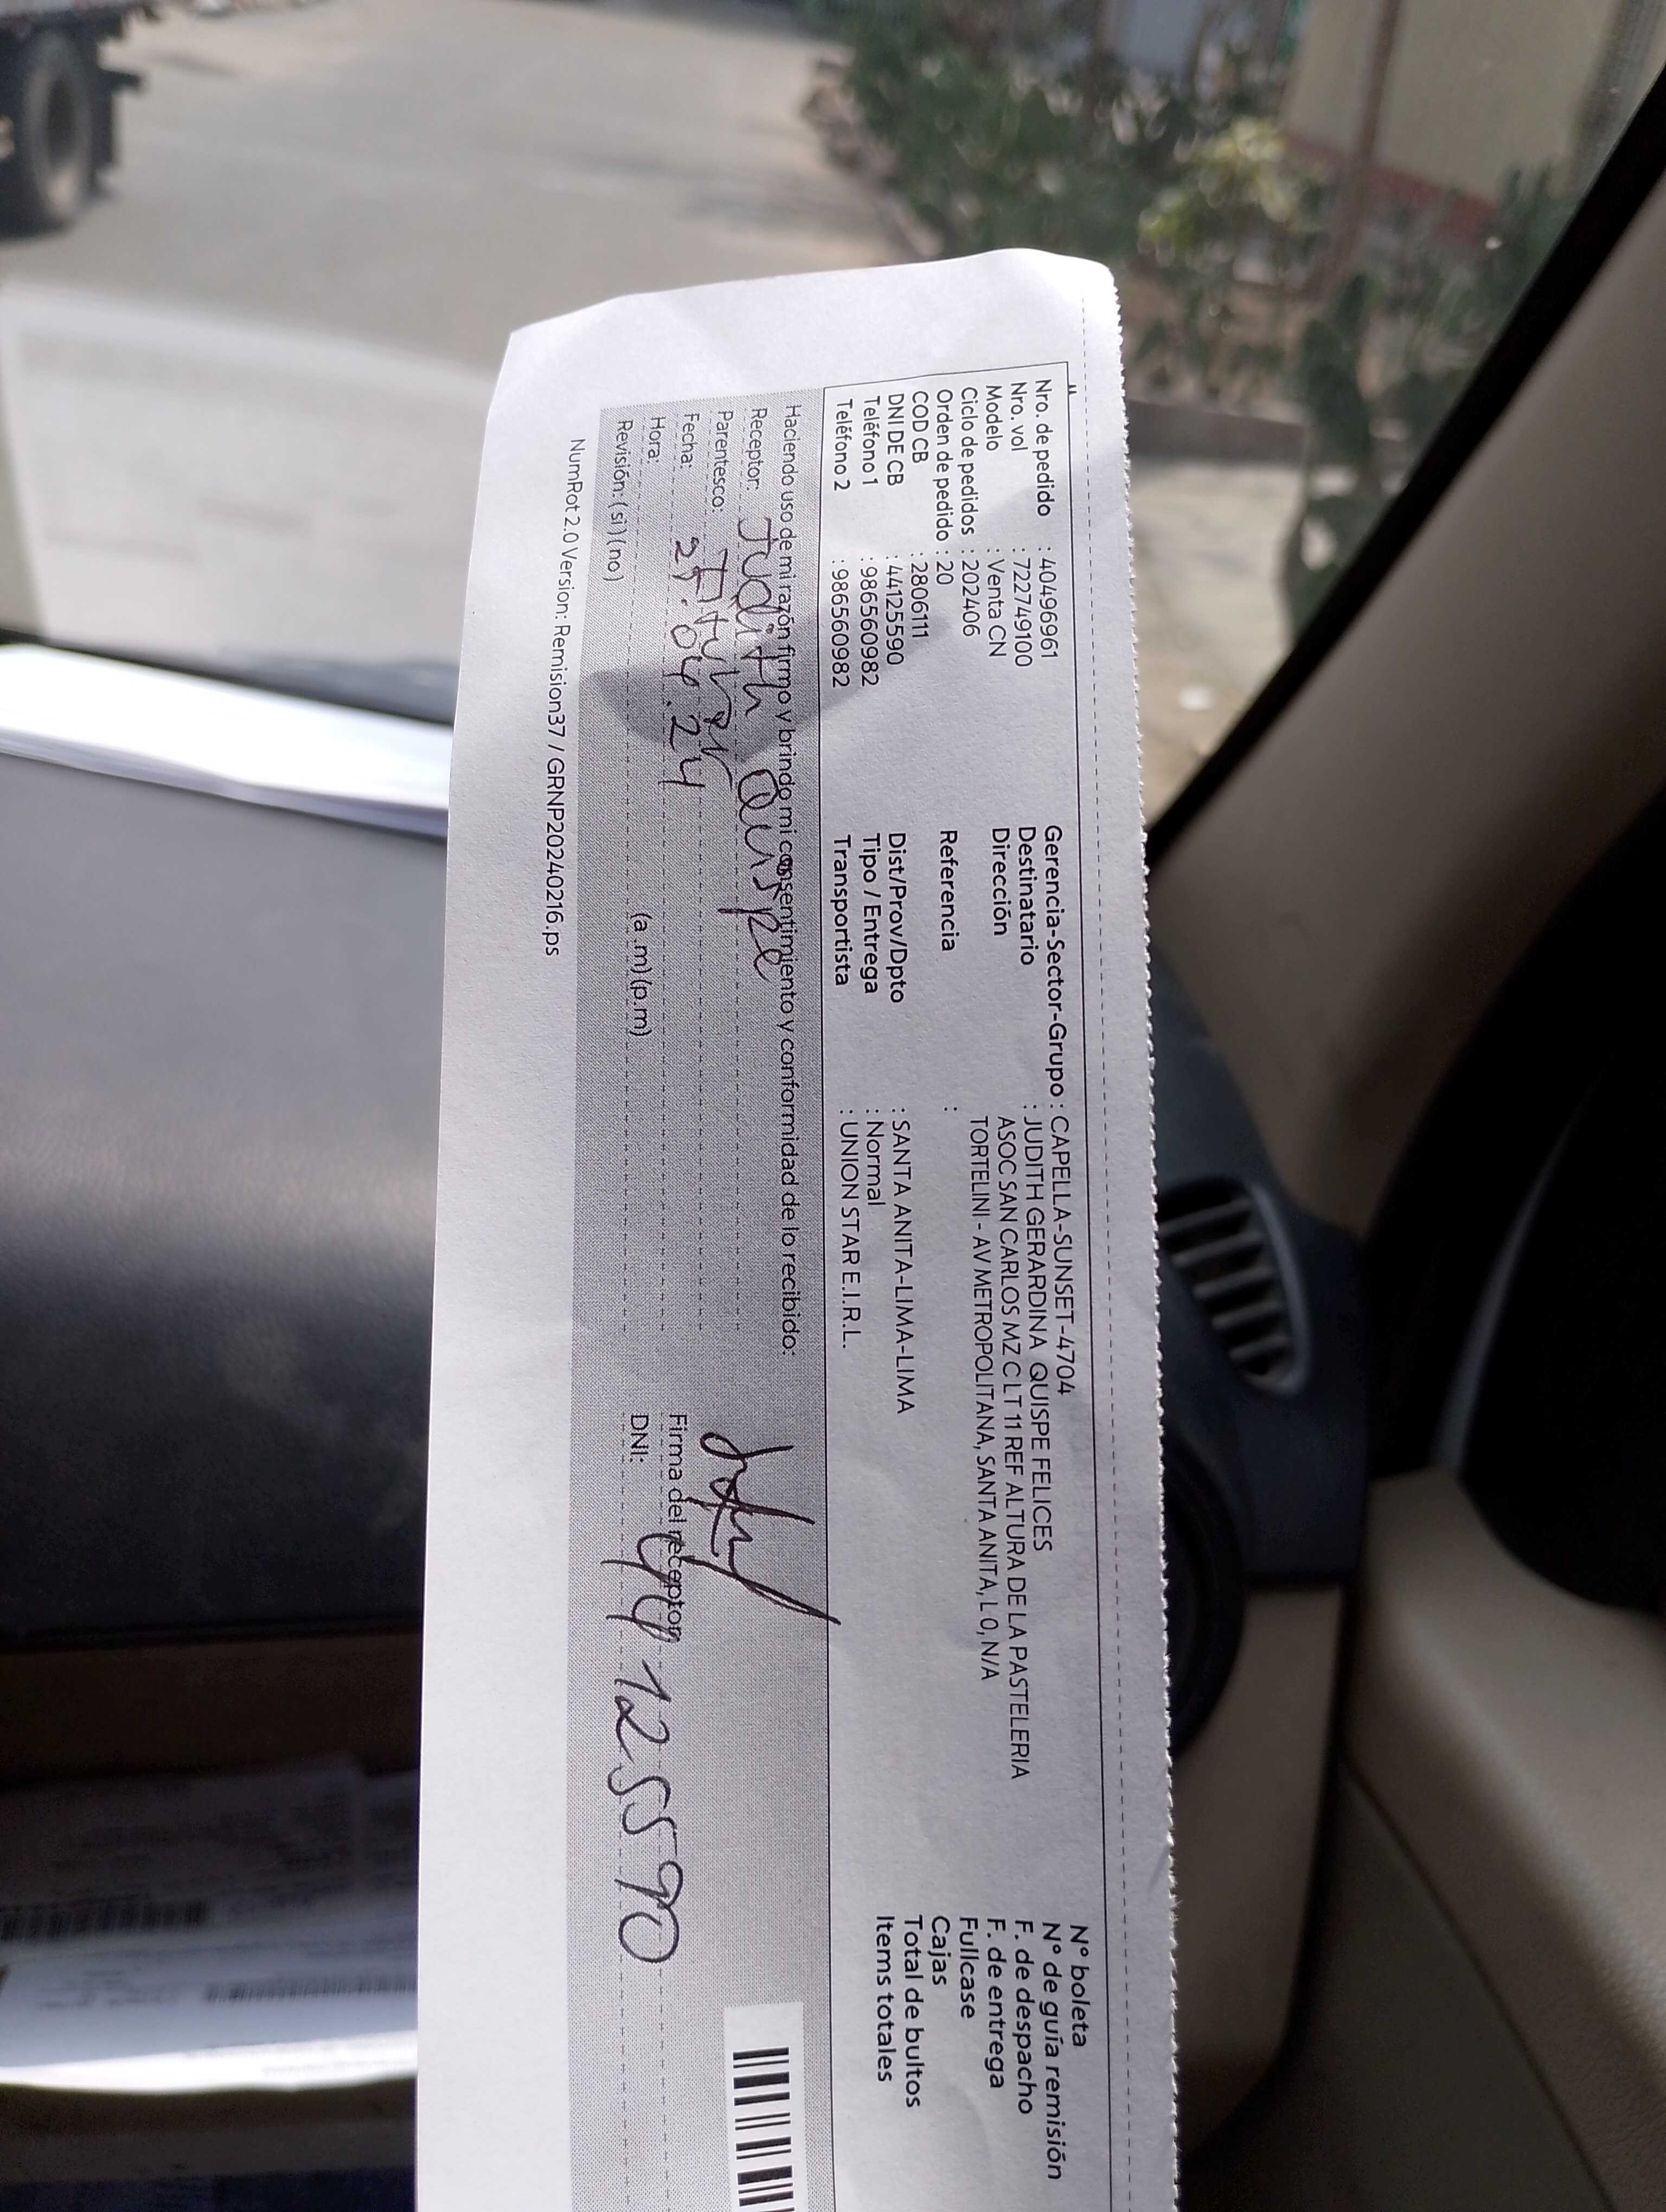 Nro. de pedido : 40496961
Nro. vol : 722749100
Modelo : Venta CN
Ciclo de pedidos : 202406
Orden de pedido : 20
COD CB : 2806111
DNI DE CB : 44125590
Teléfono 1 : 986560982
Teléfono 2 : 986560982
Gerencia-Sector-Grupo : CAPELLA-SUNSET-4704
Destinatario : JUDITH GERARDINA QUISPE FELICES
Dirección ASOC SAN CARLOS MZ C LT 11 REF ALTURA DE LA PASTELERIA
TORTELINI - AV METROPOLITANA, SANTA ANITA, L 0, N/A
Referencia :
Dist/Prov/Dpto : SANTA ANITA-LIMA-LIMA
Tipo / Entrega : Normal
Transportista : UNION STAR E.I.R.L.
N° boleta
N° de guía remisión
F. de despacho
F. de entrega
Fullcase
Cajas
Total de bultos
Items totales
Haciendo uso de mi razón firmo y brindo mi consentimiento y conformidad de lo recibido:
Receptor: Judith Quispe
Parentesco: Titular
Fecha: 27.04.24
Hora: (a .m) (p.m)
Revisión: ( si ) ( no )
Firma del receptor
DNI: 44125590
NumRot 2.0 Version: Remision37 / GRNP20240216.ps